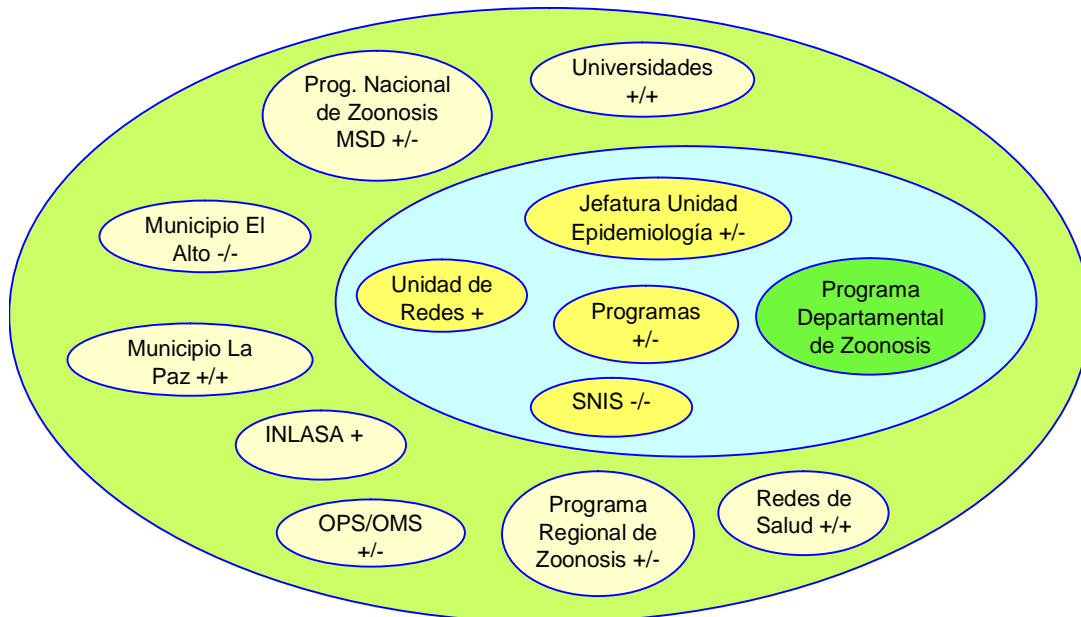 Prog. Nacional
de Zoonosis
MSD +/-
Universidades
+/+
Jefatura Unidad
Epidemiología +/-
Municipio El
Alto -/-
Unidad de
Redes +
Programas
+/-
Programa
Departamental
de Zoonosis
Municipio La
Paz +/+
SNIS -/-
INLASA +
OPS/OMS
+/-
Programa
Regional de
Zoonosis +/-
Redes de
Salud +/+